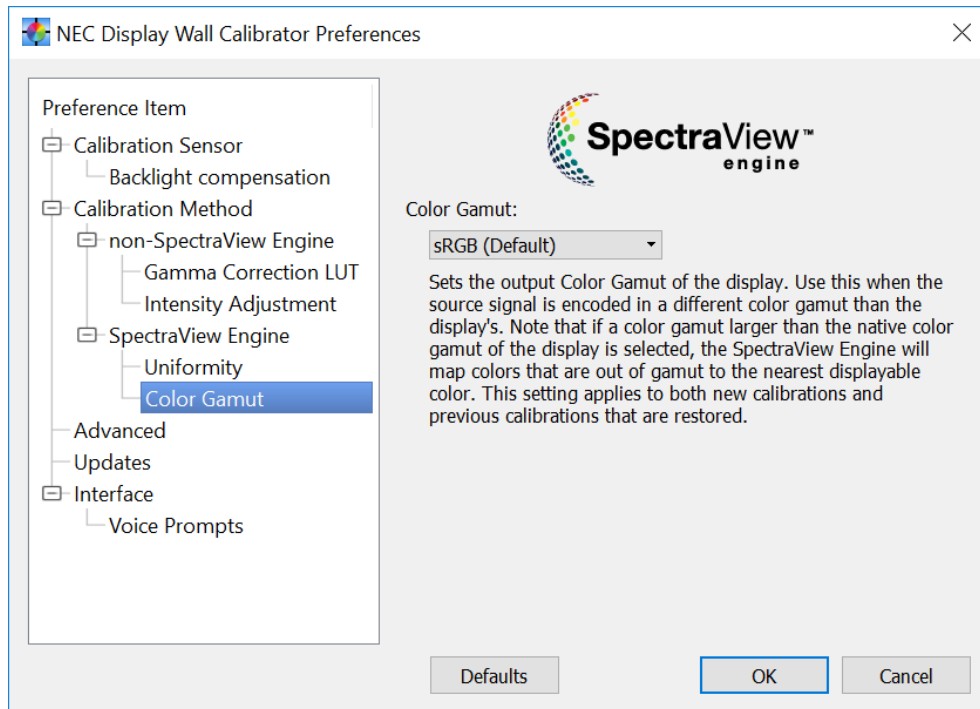 NEC Display Wall Calibrator Preferences
Preference Item
Calibration Sensor
Backlight compensation
Calibration Method
non-SpectraView Engine
Gamma Correction LUT
Intensity Adjustment
SpectraView Engine
Uniformity
Color Gamut
Advanced
Updates
Interface
Voice Prompts
SpectraView™
engine
Color Gamut:
sRGB (Default)
Sets the output Color Gamut of the display. Use this when the
source signal is encoded in a different color gamut than the
display's. Note that if a color gamut larger than the native color
gamut of the display is selected, the SpectraView Engine will
map colors that are out of gamut to the nearest displayable
color. This setting applies to both new calibrations and
previous calibrations that are restored.
Defaults
OK
Cancel